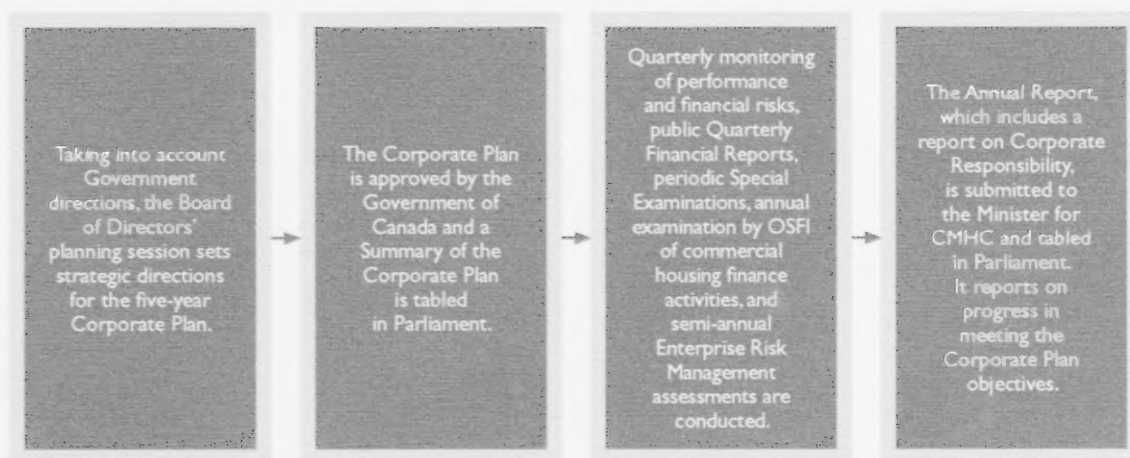 Taking into account
Government
directions, the Board
of Directors'
planning session sets
strategic directions
for the five-year
Corporate Plan.
The Corporate Plan
is approved by the
Government of
Canada and a
Summary of the
Corporate Plan
is tabled
in Parliament.
Quarterly monitoring
of performance
and financial risks,
public Quarterly
Financial Reports,
periodic Special
Examinations, annual
examination by OSFI
of commercial
housing finance
activities, and
semi-annual
Enterprise Risk
Management
assessments are
conducted.
The Annual Report,
which includes a
report on Corporate
Responsibility,
is submitted to
the Minister for
CMHC and tabled
in Parliament.
It reports on
progress in
meeting the
Corporate Plan
objectives.